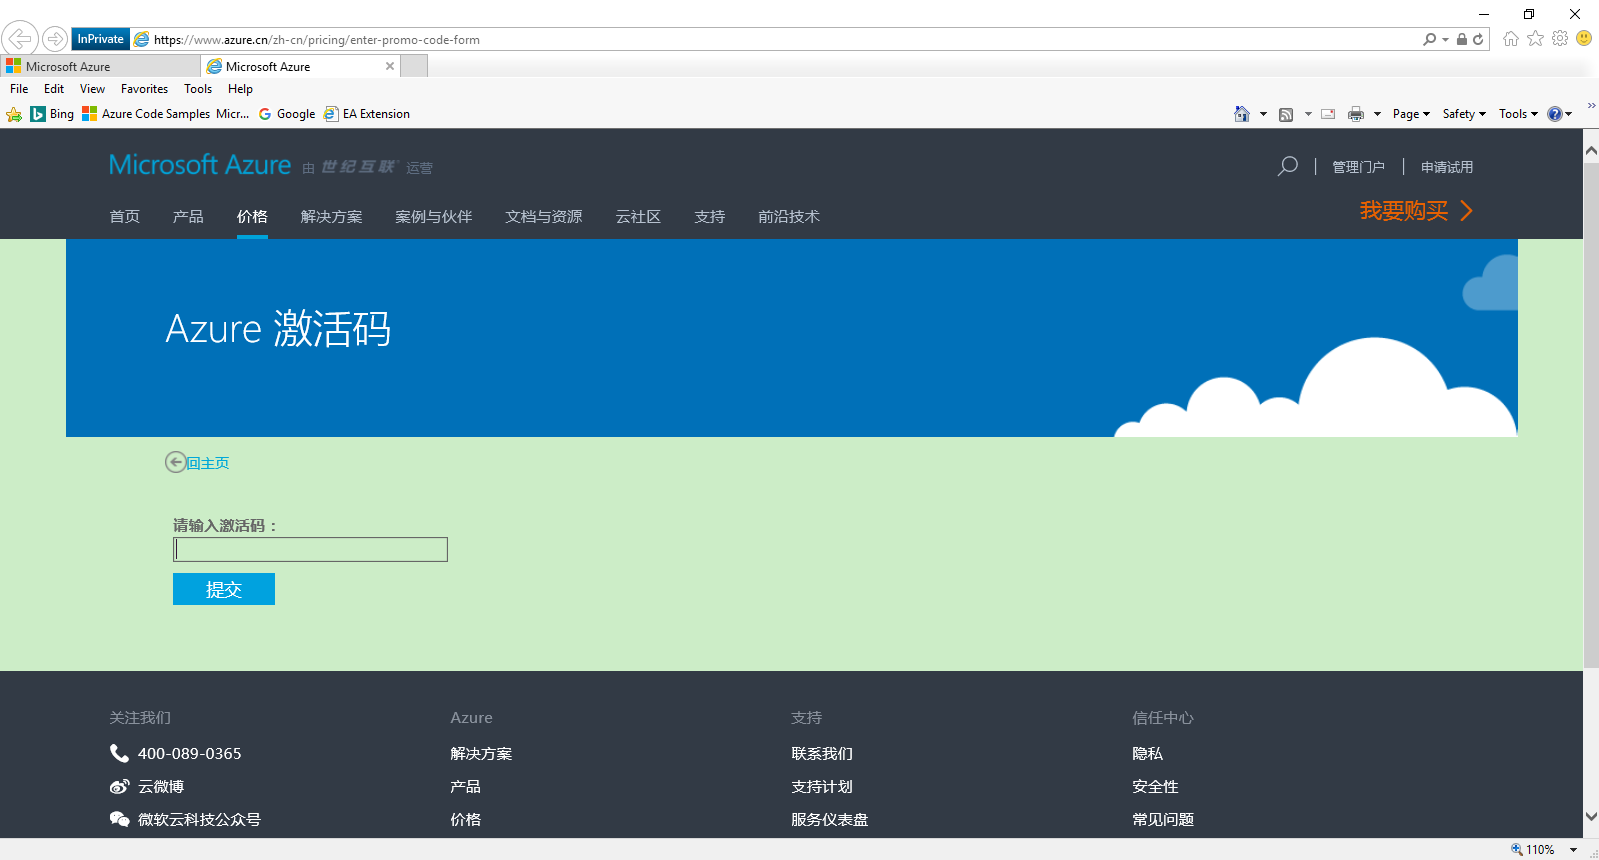 InPrivate https://www.azure.cn/zh-cn/pricing/enter-promo-code-form
Microsoft Azure Microsoft Azure
File Edit View Favorites Tools Help
Bing Azure Code Samples Micr... Google EA Extension Page Safety Tools
Microsoft Azure 由 世纪互联 运营 管理门户 申请试用
首页 产品 价格 解决方案 案例与伙伴 文档与资源 云社区 支持 前沿技术 我要购买
Azure 激活码
回主页
请输入激活码：
提交
关注我们 Azure 支持 信任中心
400-089-0365 解决方案 联系我们 隐私
云微博 产品 支持计划 安全性
微软云科技公众号 价格 服务仪表盘 常见问题
110%